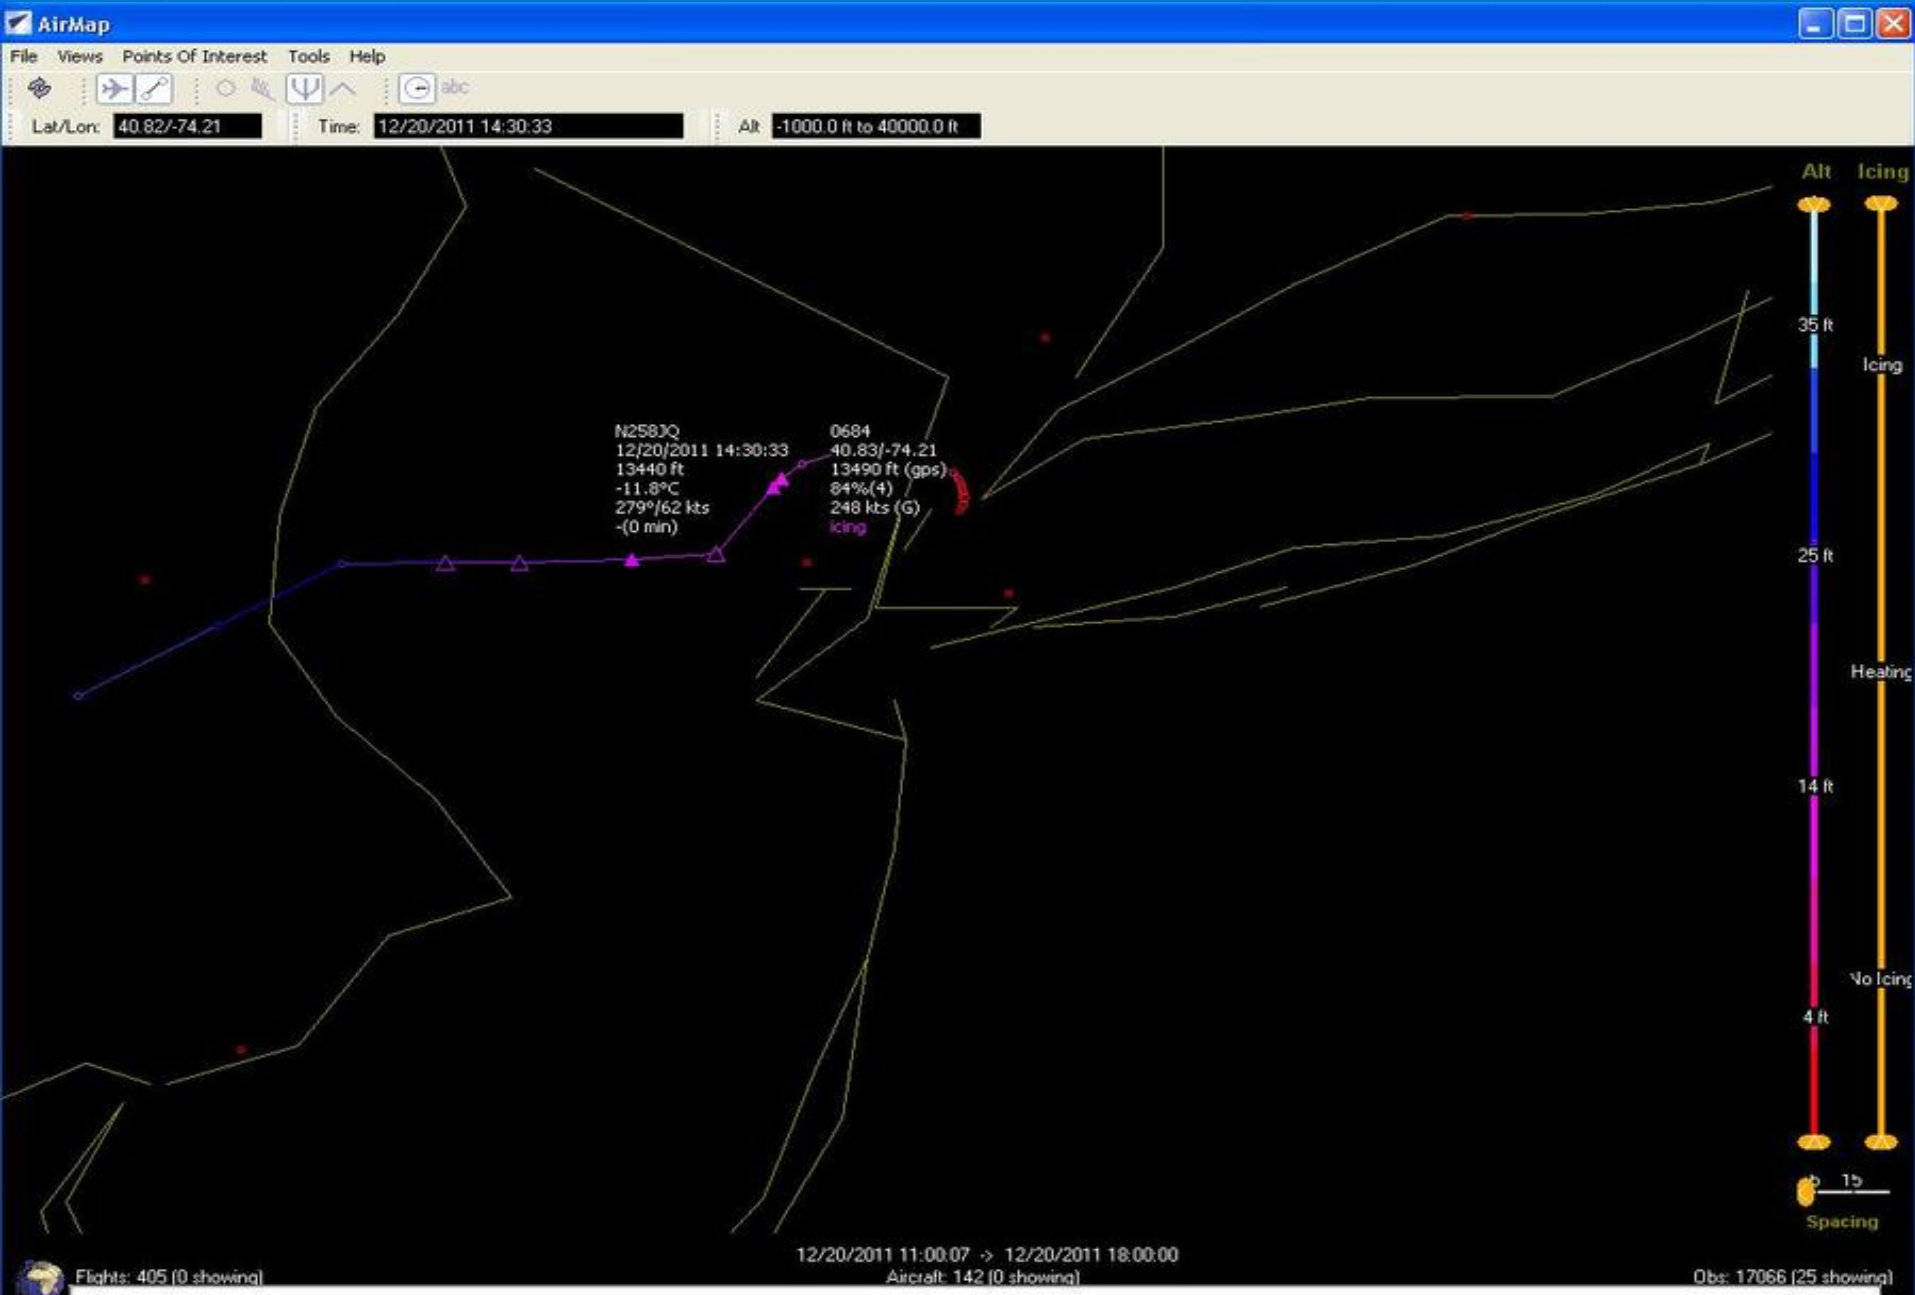 AirMap
File Views Points Of Interest Tools Help
abc
Lat/Lon: 40.82/-74.21 Time: 12/20/2011 14:30:33 Alt -1000.0 ft to 40000.0 ft
Alt Icing
35 ft
Icing
N258JQ 0684
12/20/2011 14:30:33 40.83/-74.21
13440 ft 13490 ft (gps)
-11.8°C 84%(4)
279°/62 kts 248 kts (G)
-(0 min) icing
25 ft
Heating
14 ft
No Icing
4 ft
15
Spacing
12/20/2011 11:00:07 -> 12/20/2011 18:00:00
Flights: 405 (0 showing) Aircraft: 142 (0 showing) Obs: 17066 (25 showing)